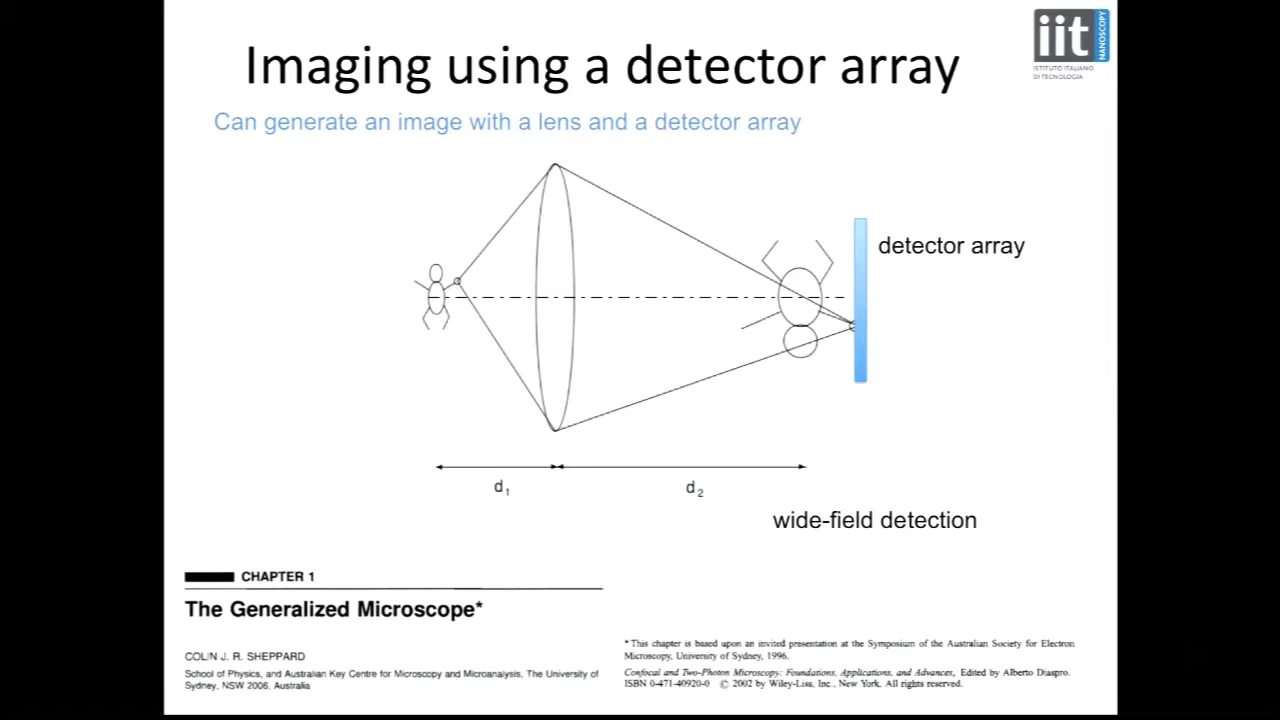 iit
NANOSCOPY
ISTITUTO ITALIANO
DI TECNOLOGIA
Imaging using a detector array
Can generate an image with a lens and a detector array
detector array
d1
d2
wide-field detection
CHAPTER 1
The Generalized Microscope*
COLIN J. R. SHEPPARD
School of Physics, and Australian Key Centre for Microscopy and Microanalysis, The University of
Sydney, NSW 2006, Australia
*This chapter is based upon an invited presentation at the Symposium of the Australian Society for Electron
Microscopy, University of Sydney, 1996.
Confocal and Two-Photon Microscopy: Foundations, Applications, and Advances, Edited by Alberto Diaspro.
ISBN 0-471-40920-0 © 2002 by Wiley-Liss, Inc., New York. All rights reserved.